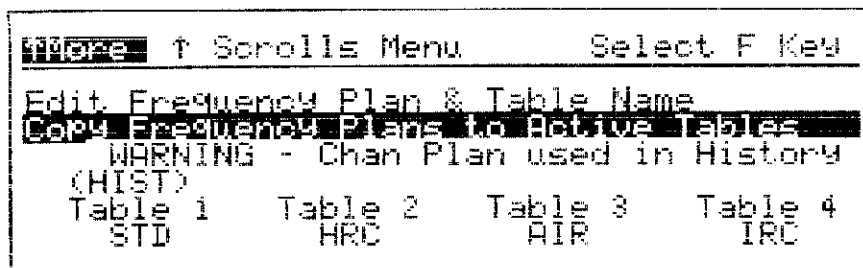 More ↑ Scrolls Menu Select F Key
Edit Frequency Plan & Table Name
Copy Frequency Plans to Active Tables
WARNING - Chan Plan used in History
(HIST)
Table 1 Table 2 Table 3 Table 4
STD HRC AIR IRC